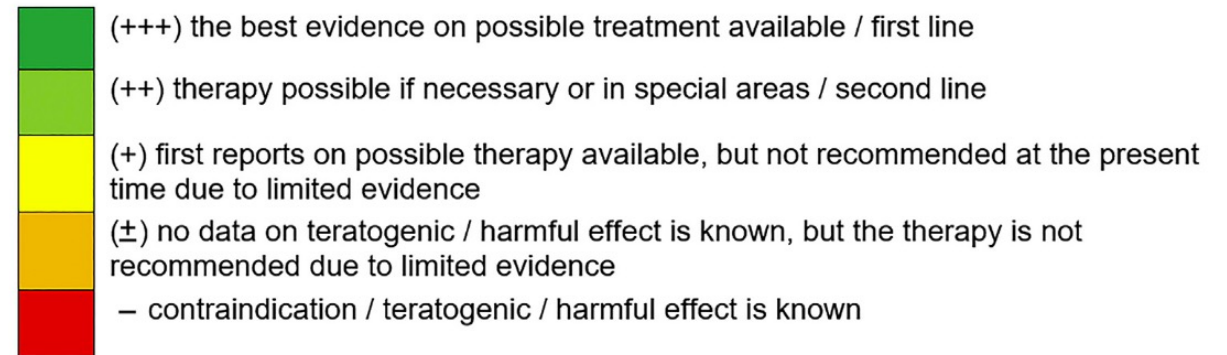 (+++) the best evidence on possible treatment available / first line
(++) therapy possible if necessary or in special areas / second line
(+) first reports on possible therapy available, but not recommended at the present
time due to limited evidence
(±) no data on teratogenic / harmful effect is known, but the therapy is not
recommended due to limited evidence
– contraindication / teratogenic / harmful effect is known